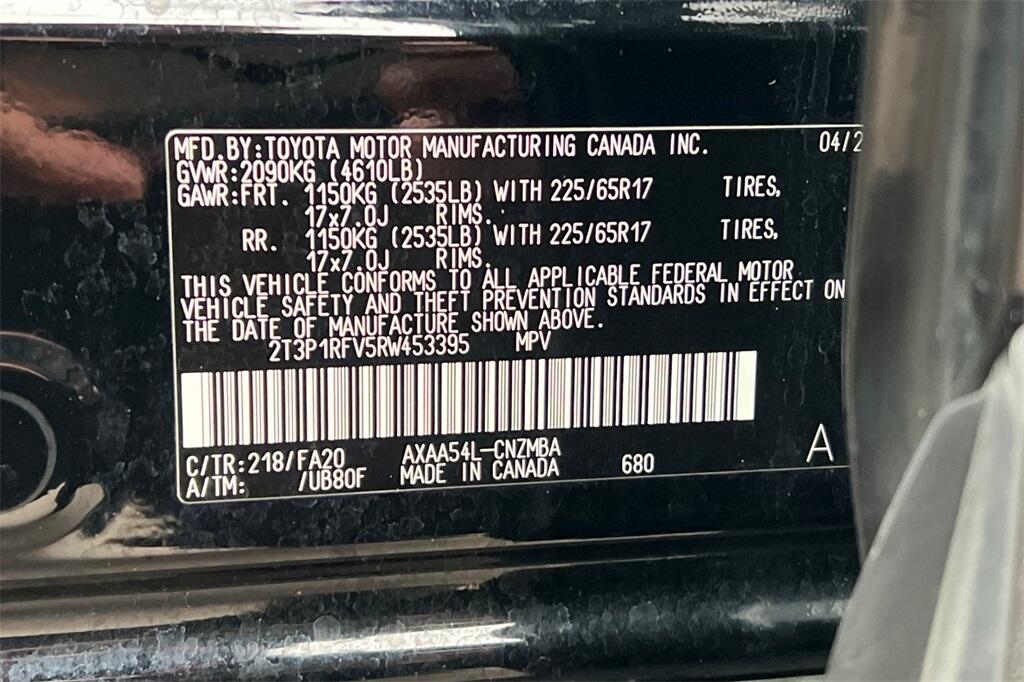 MFD.BY:TOYOTA MOTOR MANUFACTURING CANADA INC. 04/2
GVWR:2090KG (4610LB)
GAWR:FRT. 1150KG (2535LB) WITH 225/65R17 TIRES,
17x7.0J RIMS.
RR. 1150KG (2535LB) WITH 225/65R17 TIRES,
17x7.0J RIMS.
THIS VEHICLE CONFORMS TO ALL APPLICABLE FEDERAL MOTOR
VEHICLE SAFETY AND THEFT PREVENTION STANDARDS IN EFFECT ON
THE DATE OF MANUFACTURE SHOWN ABOVE.
2T3P1RFV5RW453395 MPV
C/TR:218/FA20 AXAA54L-CNZMBA
A/TM: /UB80F MADE IN CANADA 680 A